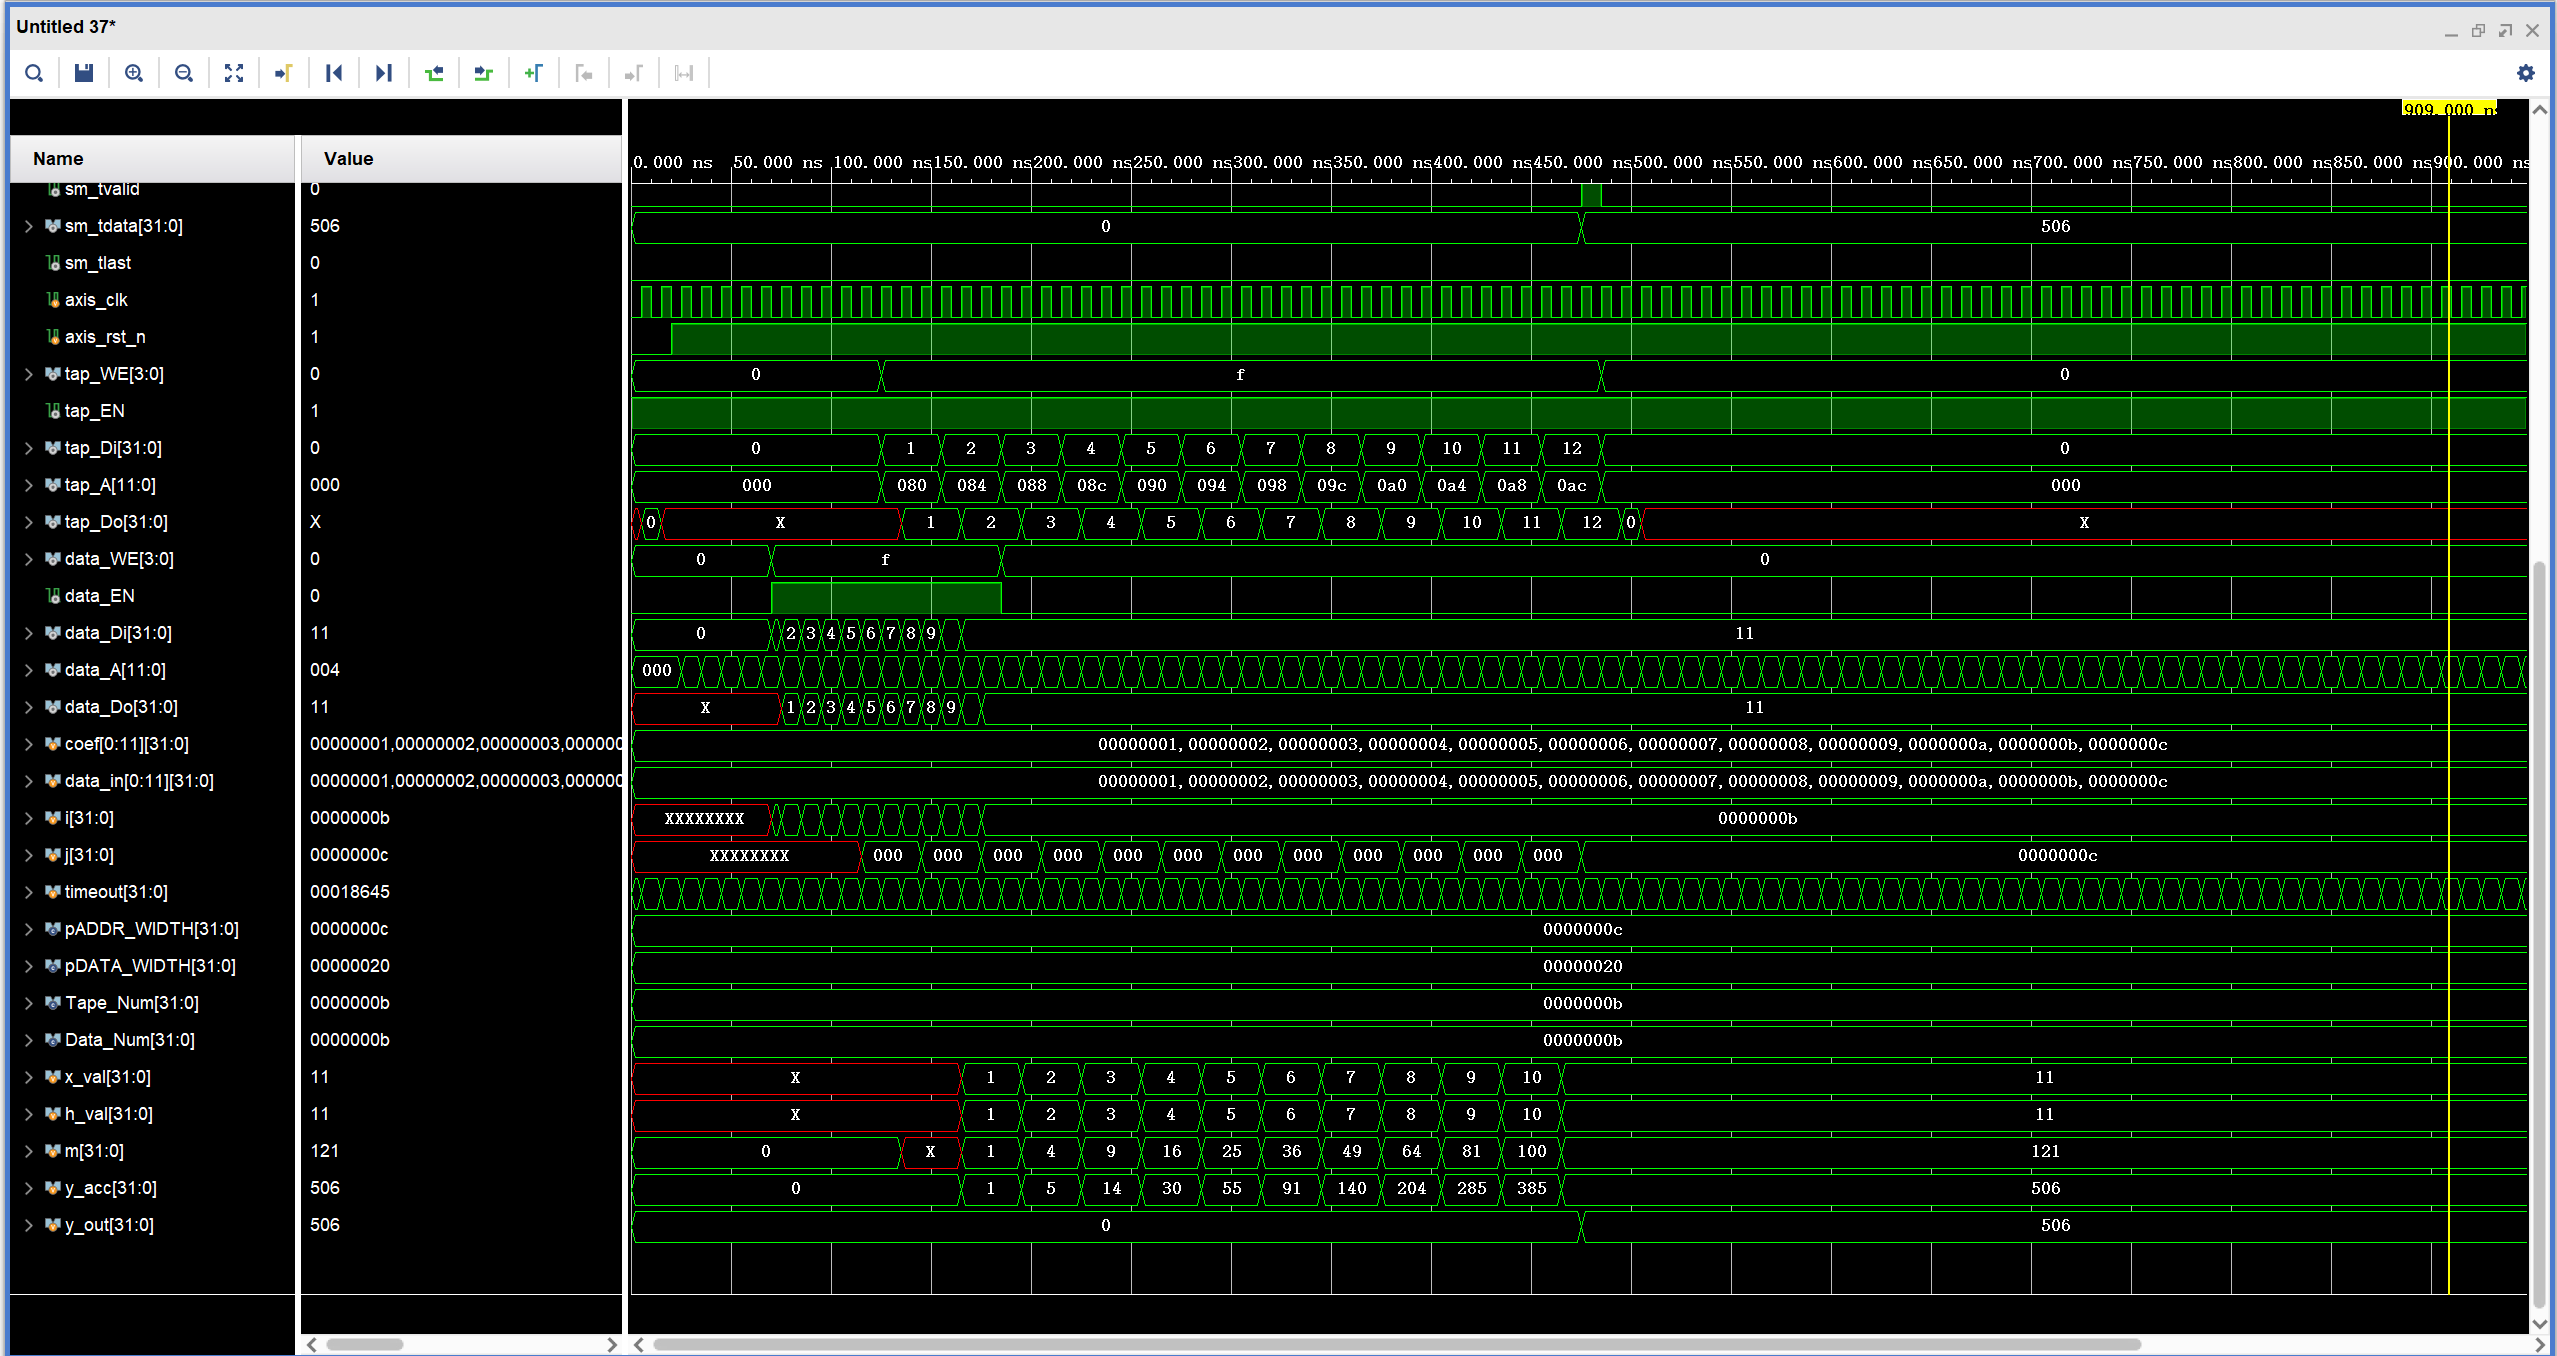 Untitled 37*
909.000 ns
Name Value 0.000 ns 50.000 ns 100.000 ns 150.000 ns 200.000 ns 250.000 ns 300.000 ns 350.000 ns 400.000 ns 450.000 ns 500.000 ns 550.000 ns 600.000 ns 650.000 ns 700.000 ns 750.000 ns 800.000 ns 850.000 ns 900.000 ns
sm_tvalid 0
sm_tdata[31:0] 506 0 506
sm_tlast 0
axis_clk 1
axis_rst_n 1
tap_WE[3:0] 0 0 f 0
tap_EN 1
tap_Di[31:0] 0 0 1 2 3 4 5 6 7 8 9 10 11 12 0
tap_A[11:0] 000 000 080 084 088 08c 090 094 098 09c 0a0 0a4 0a8 0ac 000
tap_Do[31:0] X 0 X 1 2 3 4 5 6 7 8 9 10 11 12 0 X
data_WE[3:0] 0 0 f 0
data_EN 0
data_Di[31:0] 11 0 2 3 4 5 6 7 8 9 11
data_A[11:0] 004 000
data_Do[31:0] 11 X 1 2 3 4 5 6 7 8 9 11
coef[0:11][31:0] 00000001,00000002,00000003,000000 00000001,00000002,00000003,00000004,00000005,00000006,00000007,00000008,00000009,0000000a,0000000b,0000000c
data_in[0:11][31:0] 00000001,00000002,00000003,000000 00000001,00000002,00000003,00000004,00000005,00000006,00000007,00000008,00000009,0000000a,0000000b,0000000c
i[31:0] 0000000b XXXXXXXX 0000000b
j[31:0] 0000000c XXXXXXXX 000 000 000 000 000 000 000 000 000 000 000 000 0000000c
timeout[31:0] 00018645
pADDR_WIDTH[31:0] 0000000c 0000000c
pDATA_WIDTH[31:0] 00000020 00000020
Tape_Num[31:0] 0000000b 0000000b
Data_Num[31:0] 0000000b 0000000b
x_val[31:0] 11 X 1 2 3 4 5 6 7 8 9 10 11
h_val[31:0] 11 X 1 2 3 4 5 6 7 8 9 10 11
m[31:0] 121 0 X 1 4 9 16 25 36 49 64 81 100 121
y_acc[31:0] 506 0 1 5 14 30 55 91 140 204 285 385 506
y_out[31:0] 506 0 506